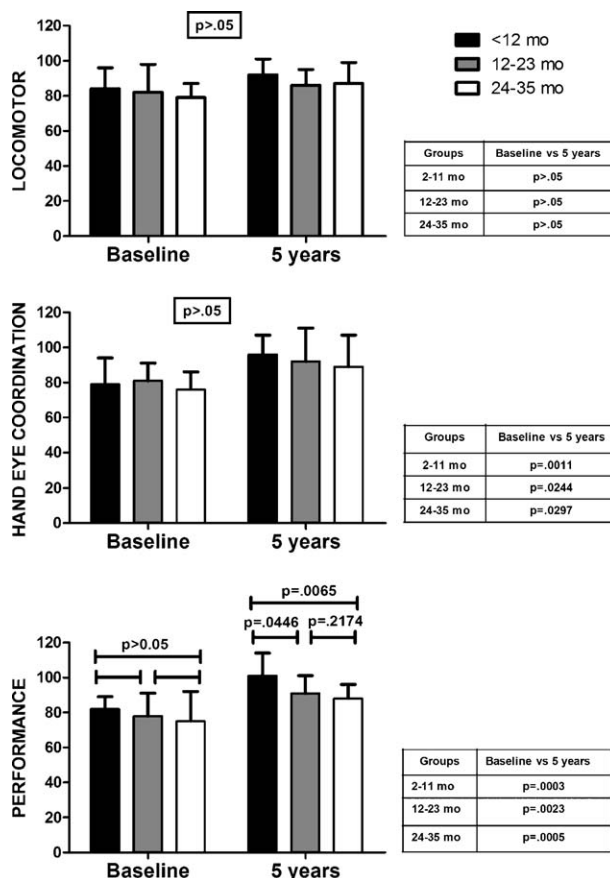 LOCOMOTOR
120
100
80
60
40
20
0
p>.05
Baseline
5 years
<12 mo
12-23 mo
24-35 mo
Groups Baseline vs 5 years
2-11 mo p>.05
12-23 mo p>.05
24-35 mo p>.05
HAND EYE COORDINATION
120
100
80
60
40
20
0
p>.05
Baseline
5 years
Groups Baseline vs 5 years
2-11 mo p=.0011
12-23 mo p=.0244
24-35 mo p=.0297
PERFORMANCE
120
100
80
60
40
20
0
p>0.05
p=.0065
p=.0446 p=.2174
Baseline
5 years
Groups Baseline vs 5 years
2-11 mo p=.0003
12-23 mo p=.0023
24-35 mo p=.0005